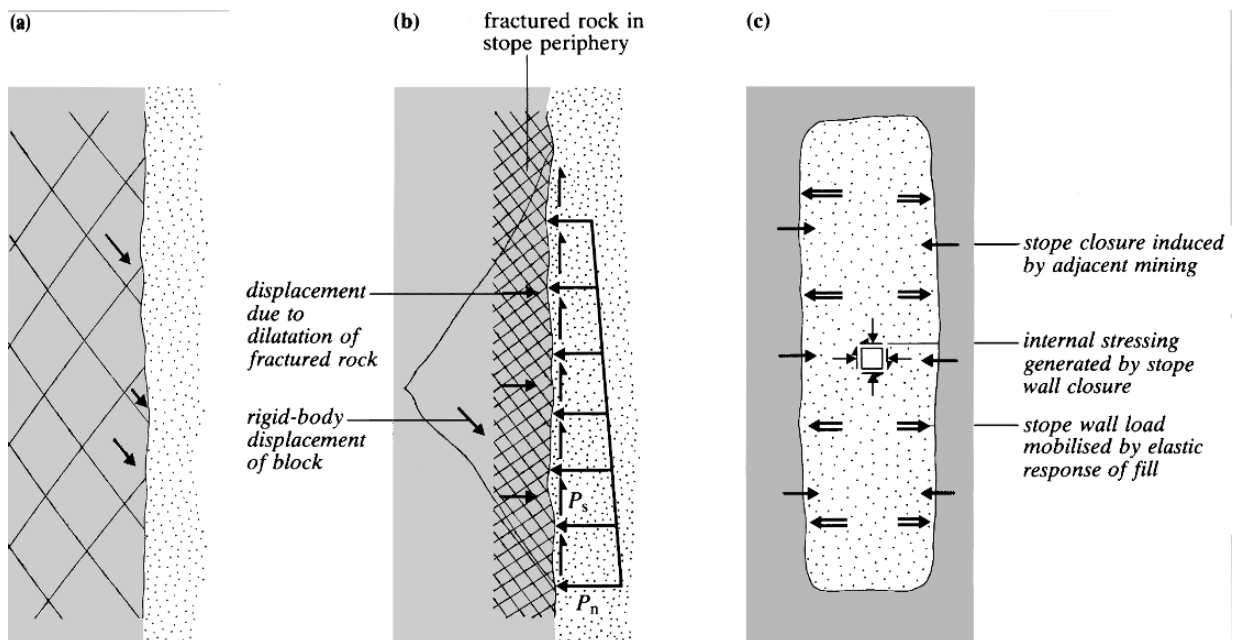 (a)
(b)
fractured rock in
stope periphery
displacement
due to
dilatation of
fractured rock
rigid-body
displacement
of block
Ps
Pn
(c)
stope closure induced
by adjacent mining
internal stressing
generated by stope
wall closure
stope wall load
mobilised by elastic
response of fill